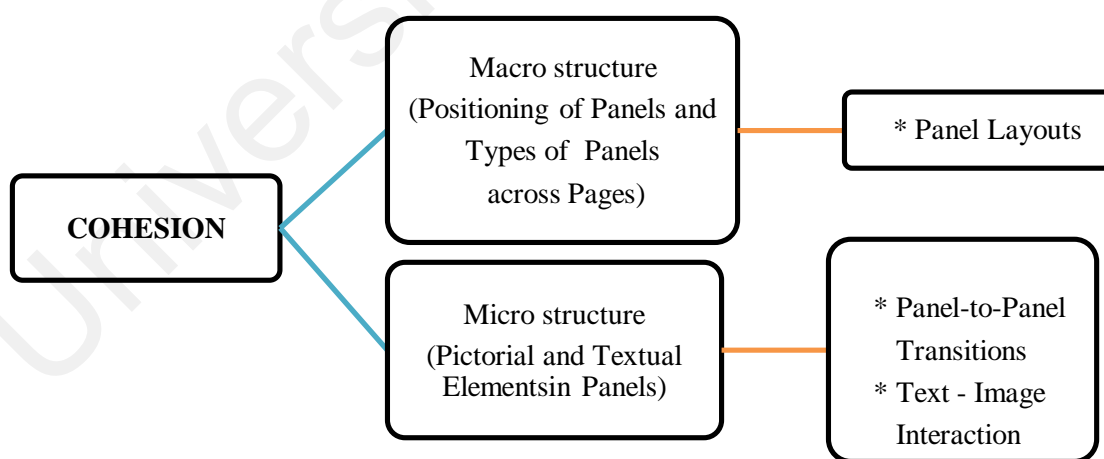 Universi
COHESION
Macro structure
(Positioning of Panels and
Types of Panels
across Pages)
* Panel Layouts
Micro structure
(Pictorial and Textual
Elementsin Panels)
* Panel-to-Panel
Transitions
* Text - Image
Interaction